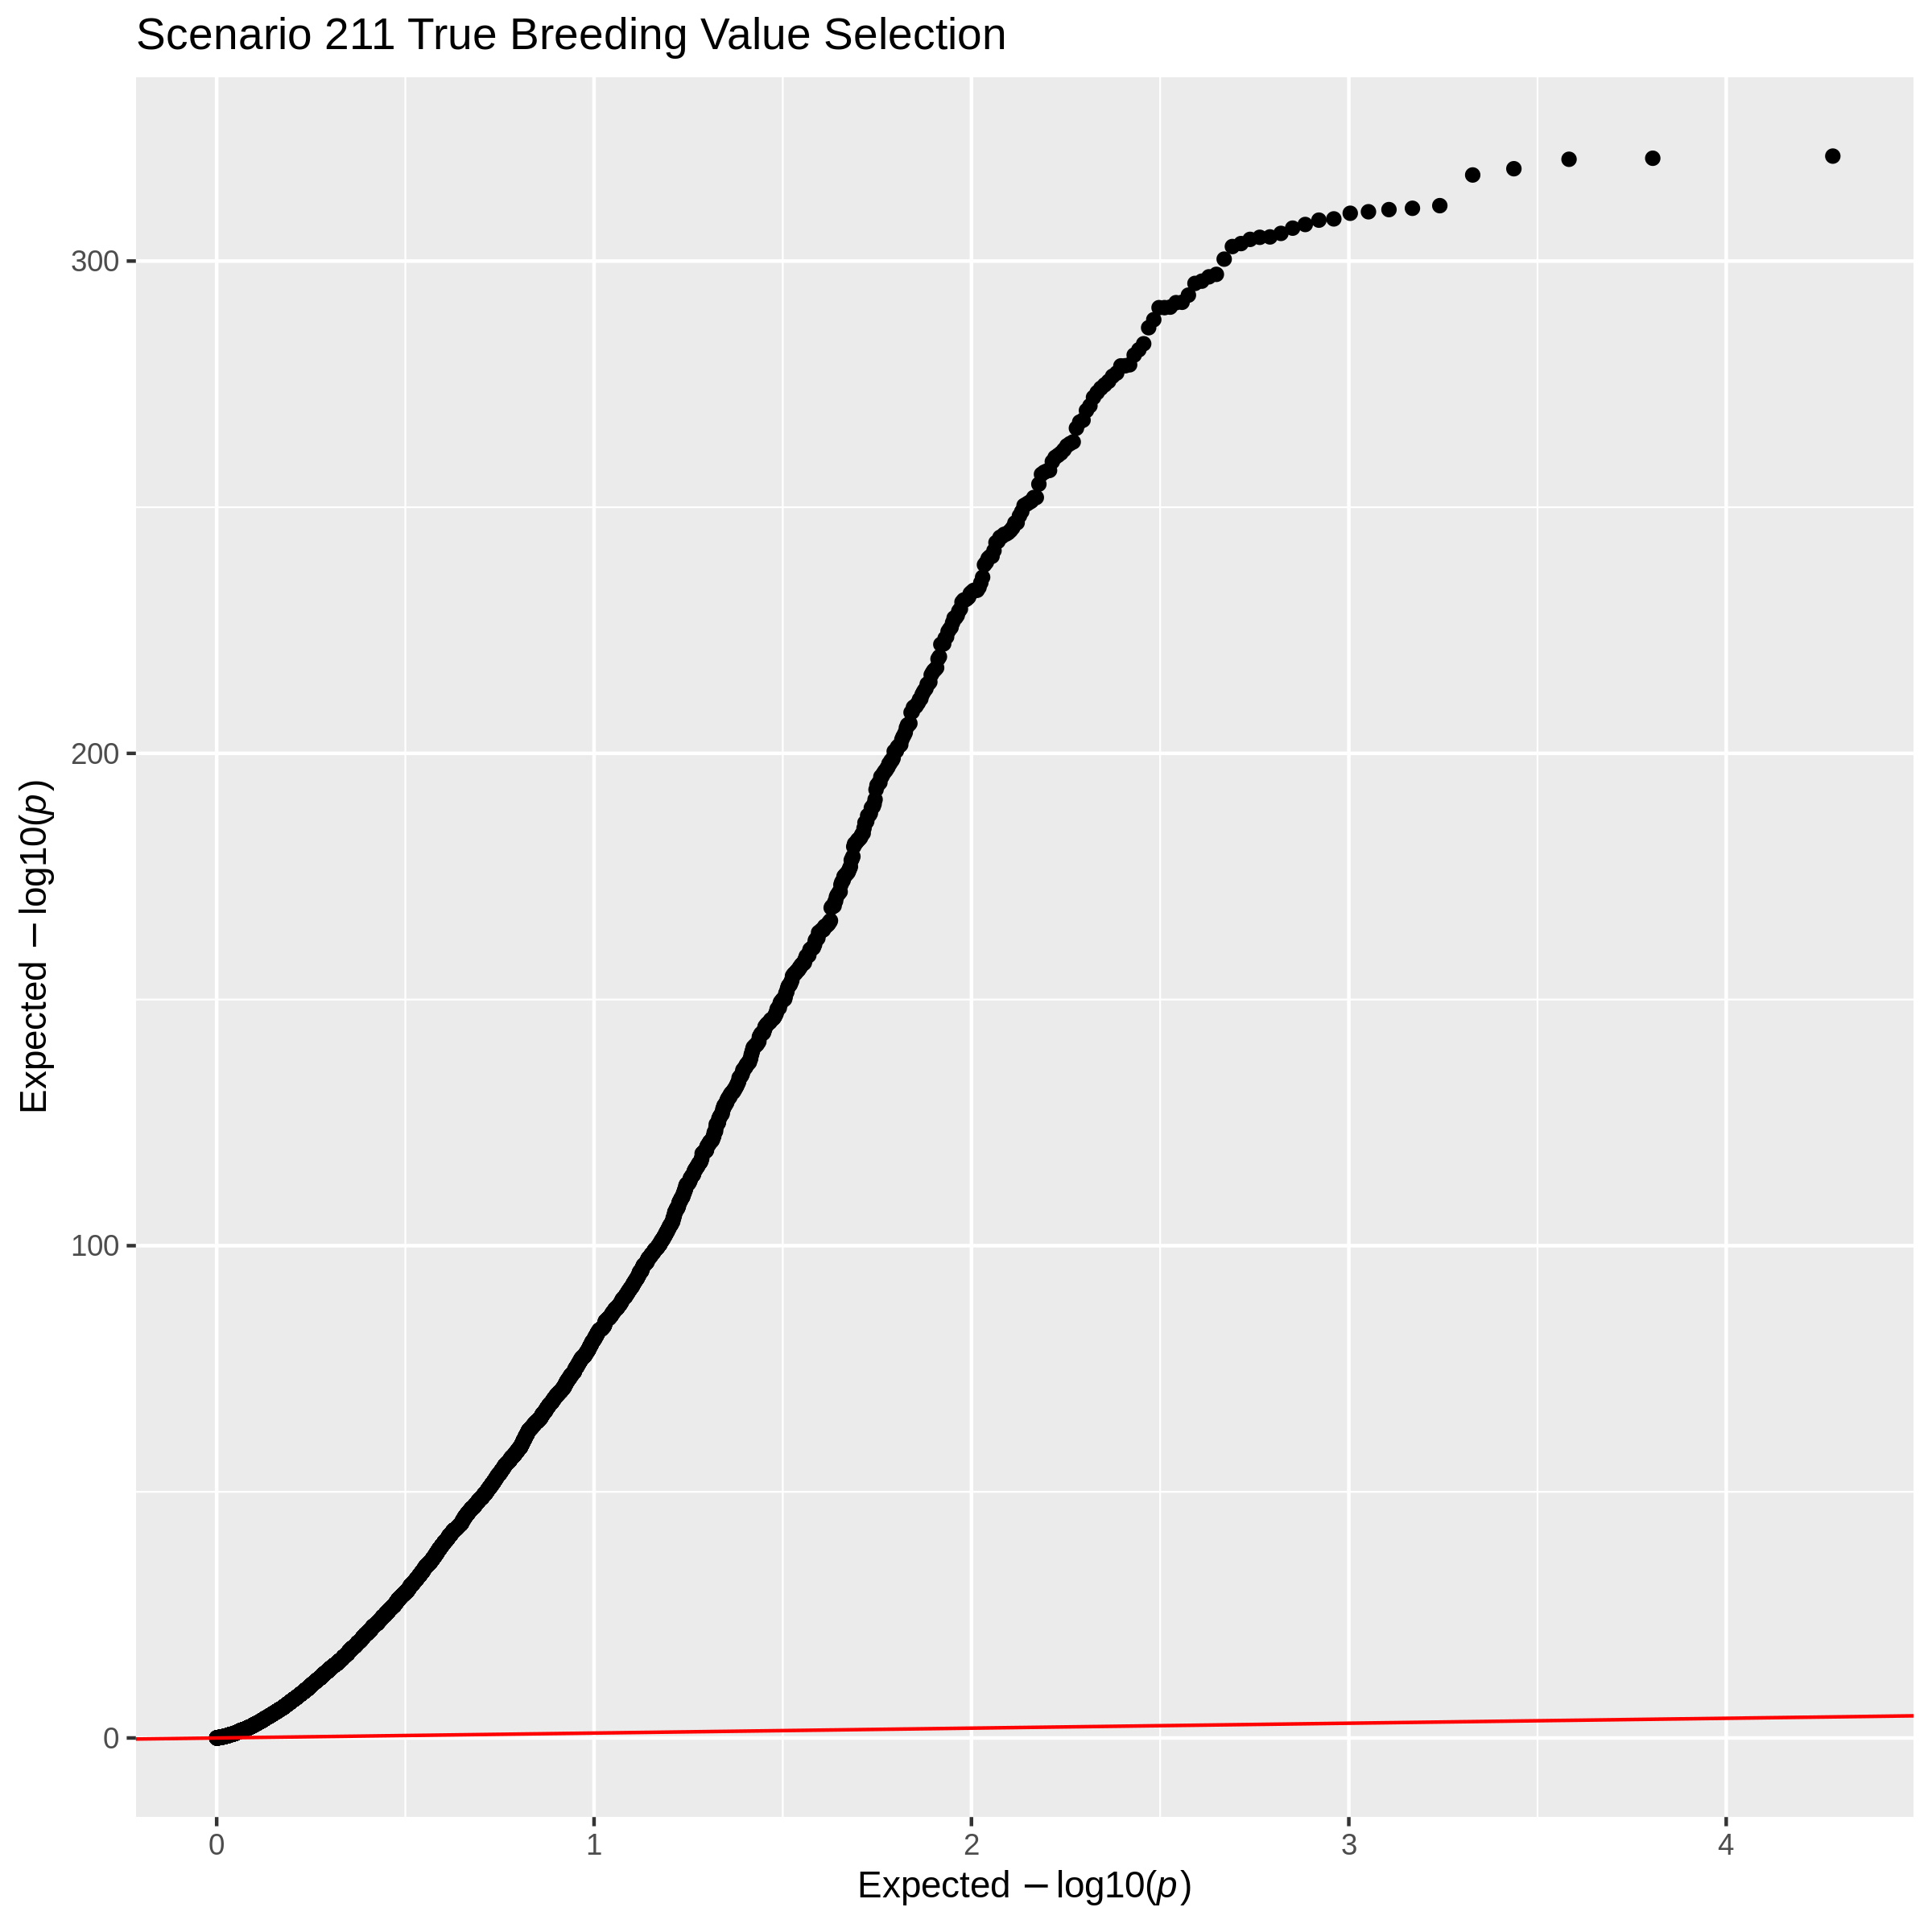 Scenario 211 True Breeding Value Selection
Expected −log10(p)
300
200
100
0
0 1 2 3 4
Expected −log10(p)